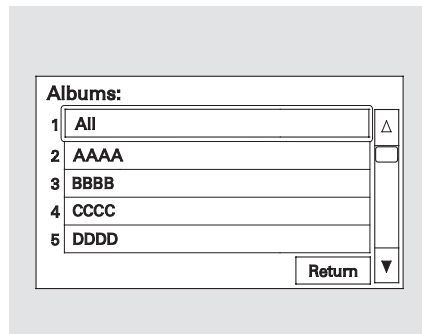 Albums:
1 All
2 AAAA
3 BBBB
4 CCCC
5 DDDD
Return